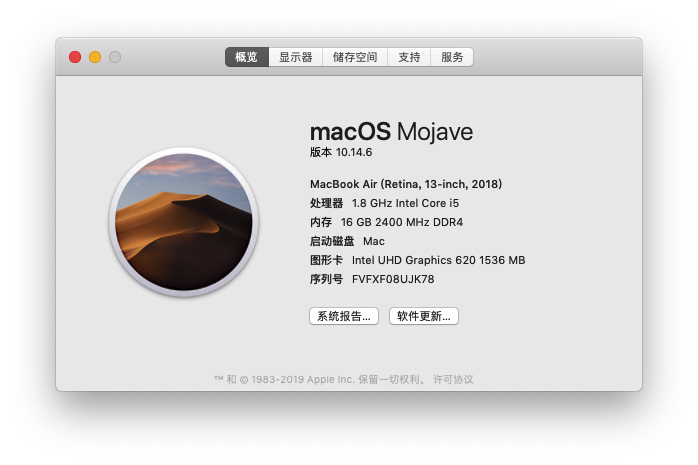 概览 显示器 储存空间 支持 服务
macOS Mojave
版本 10.14.6
MacBook Air (Retina, 13-inch, 2018)
处理器 1.8 GHz Intel Core i5
内存 16 GB 2400 MHz DDR4
启动磁盘 Mac
图形卡 Intel UHD Graphics 620 1536 MB
序列号 FVFXF08UJK78
系统报告... 软件更新...
™ 和 © 1983-2019 Apple Inc. 保留一切权利。 许可协议